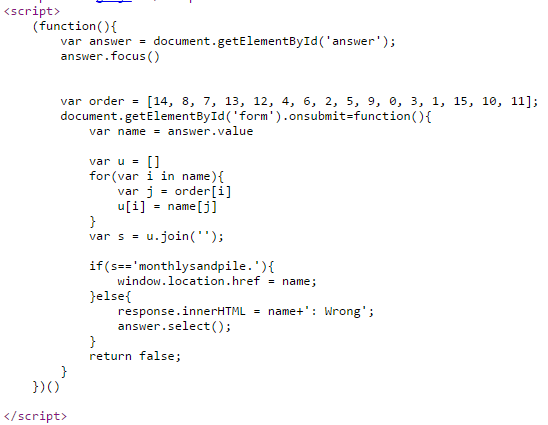 <script>
(function(){
var answer = document.getElementById('answer');
answer.focus()
var order = [14, 8, 7, 13, 12, 4, 6, 2, 5, 9, 0, 3, 1, 15, 10, 11];
document.getElementById('form').onsubmit=function(){
var name = answer.value
var u = []
for(var i in name){
var j = order[i]
u[i] = name[j]
}
var s = u.join('');
if(s=='monthlysandpile.'){
window.location.href = name;
}else{
response.innerHTML = name+': Wrong';
answer.select();
}
return false;
}
})()
</script>